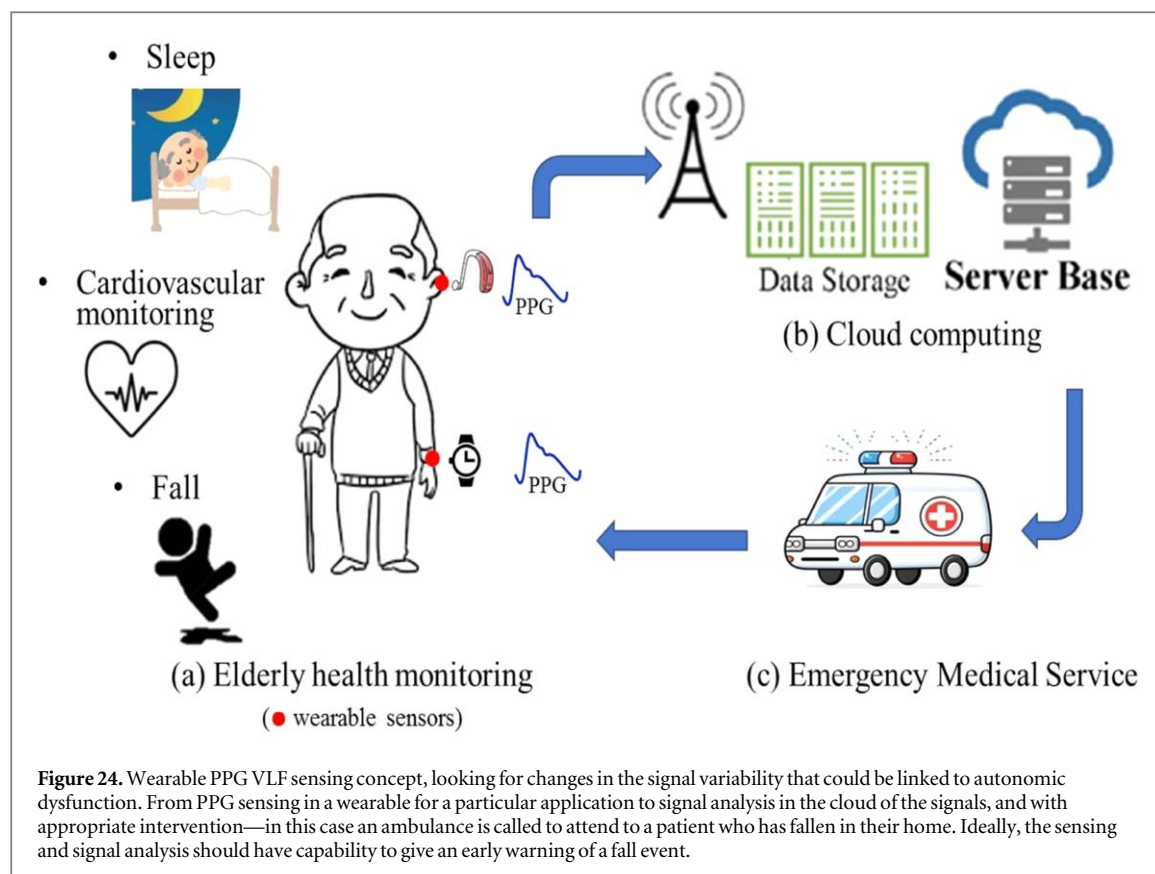 • Sleep
• Cardiovascular
monitoring
• Fall
PPG
PPG
(a) Elderly health monitoring
(● wearable sensors)
Data Storage
Server Base
(b) Cloud computing
(c) Emergency Medical Service
Figure 24. Wearable PPG VLF sensing concept, looking for changes in the signal variability that could be linked to autonomic
dysfunction. From PPG sensing in a wearable for a particular application to signal analysis in the cloud of the signals, and with
appropriate intervention—in this case an ambulance is called to attend to a patient who has fallen in their home. Ideally, the sensing
and signal analysis should have capability to give an early warning of a fall event.